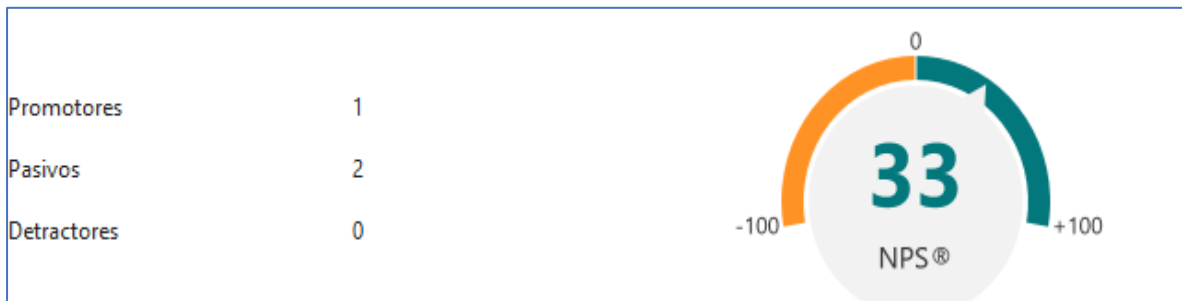 Promotores 1
Pasivos 2
Detractores 0
0
33
-100 +100
NPS®